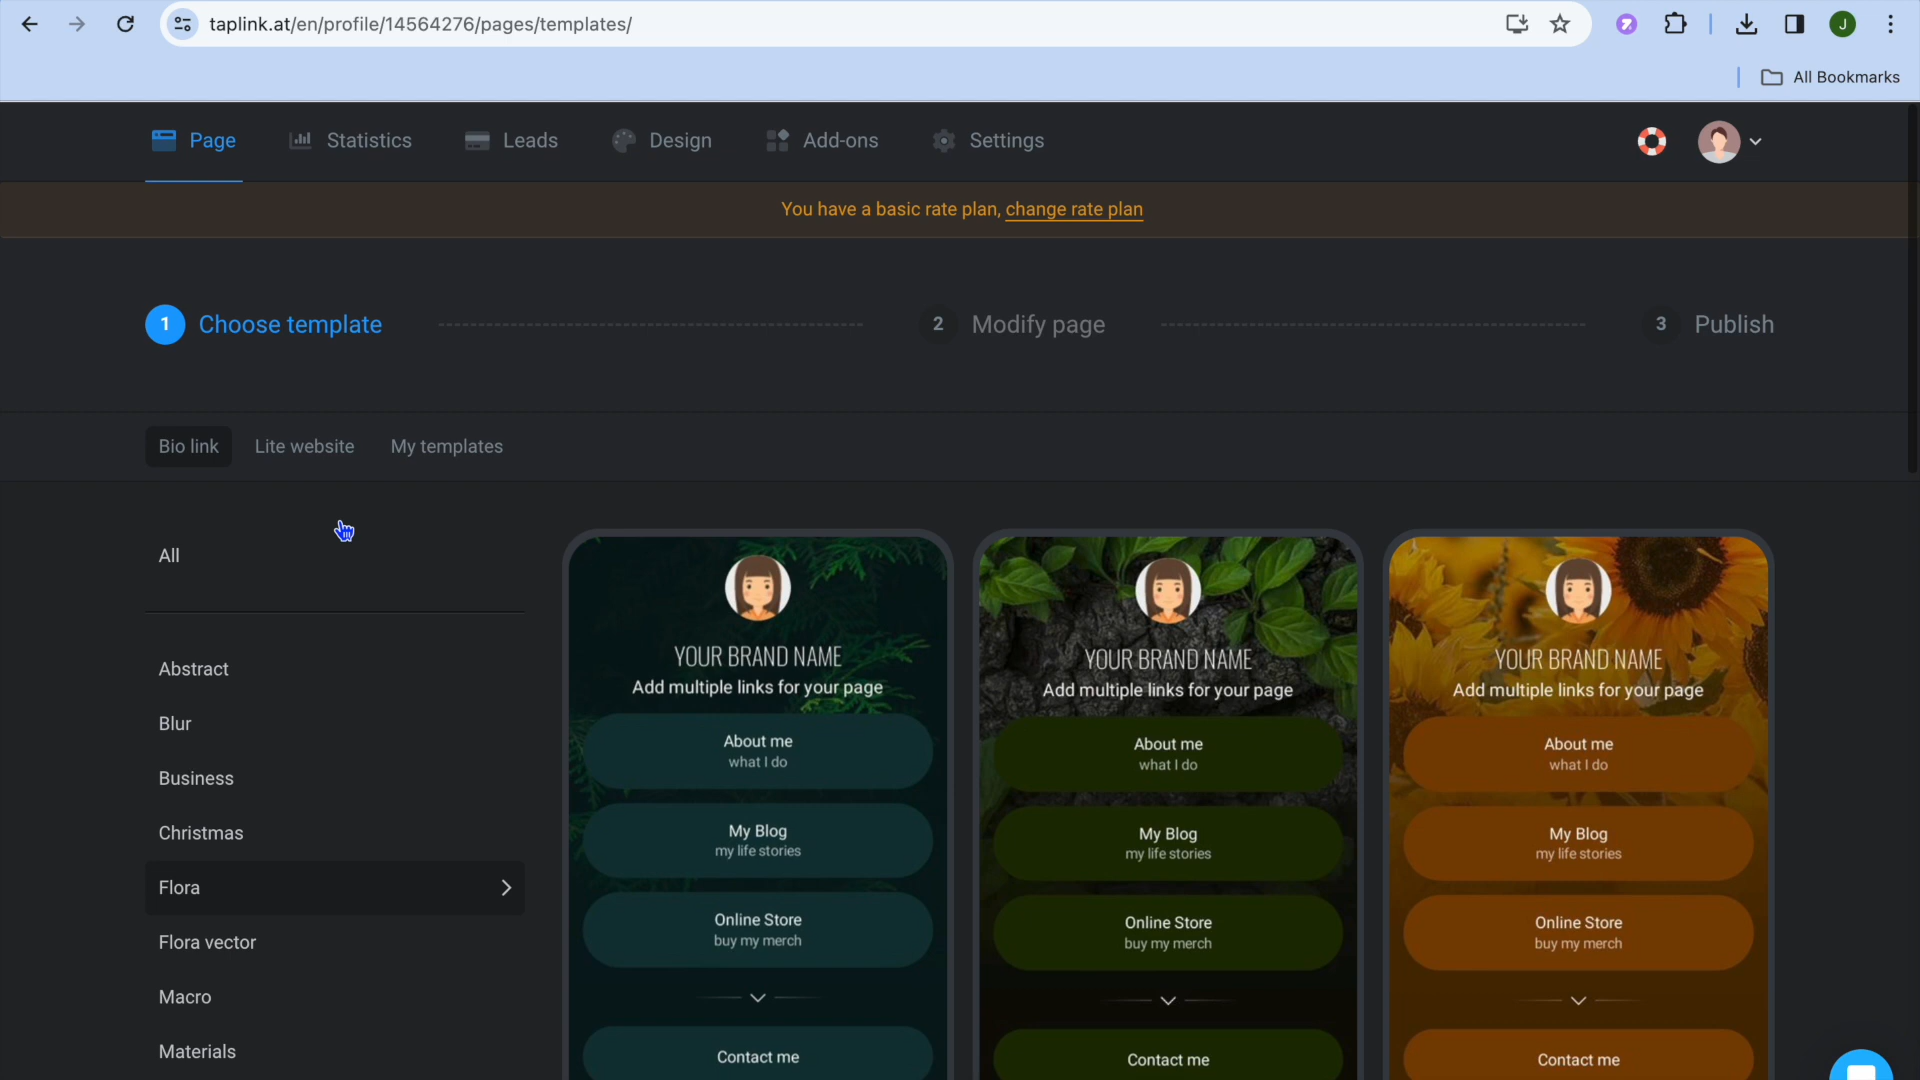 taplink.at/en/profile/14564276/pages/templates/
J
All Bookmarks
Page
Statistics
Leads
Design
Add-ons
Settings
You have a basic rate plan, change rate plan
1 Choose template
2 Modify page
3 Publish
Bio link
Lite website
My templates
All
Abstract
Blur
Business
Christmas
Flora
Flora vector
Macro
Materials
YOUR BRAND NAME
Add multiple links for your page
About me
what I do
My Blog
my life stories
Online Store
buy my merch
Contact me
YOUR BRAND NAME
Add multiple links for your page
About me
what I do
My Blog
my life stories
Online Store
buy my merch
Contact me
YOUR BRAND NAME
Add multiple links for your page
About me
what I do
My Blog
my life stories
Online Store
buy my merch
Contact me